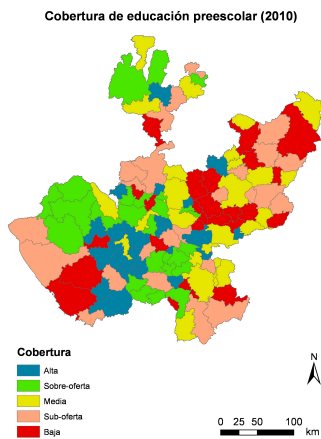 Cobertura de educación preescolar (2010)
Cobertura
Alta
Sobre-oferta
Media
Sub-oferta
Baja
N
0 25 50 100
km